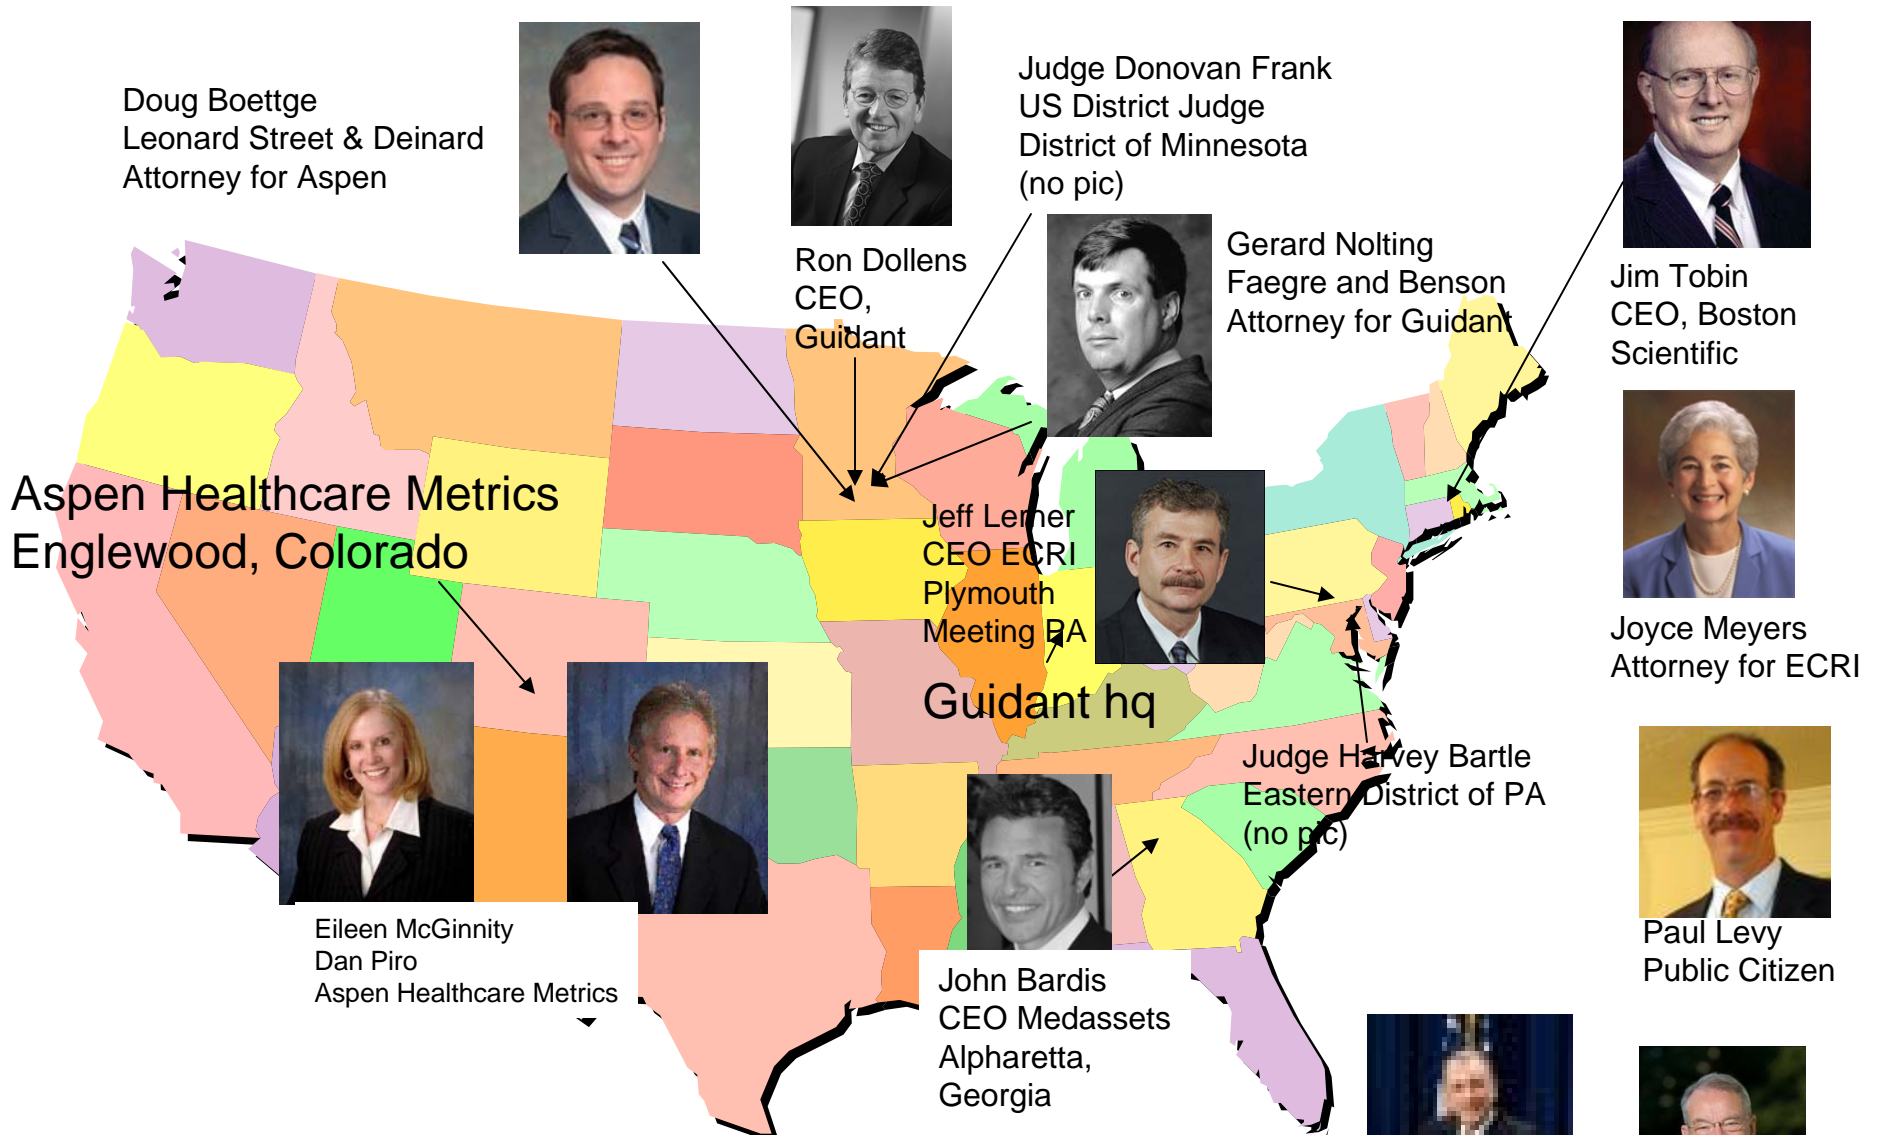 Doug Boettge
Leonard Street & Deinard
Attorney for Aspen
Ron Dollens
CEO,
Guidant
Judge Donovan Frank
US District Judge
District of Minnesota
(no pic)
Gerard Nolting
Faegre and Benson
Attorney for Guidant
Jim Tobin
CEO, Boston
Scientific
Aspen Healthcare Metrics
Englewood, Colorado
Jeff Lerner
CEO ECRI
Plymouth
Meeting PA
Joyce Meyers
Attorney for ECRI
Guidant hq
Judge Harvey Bartle
Eastern District of PA
(no pic)
Eileen McGinnity
Dan Piro
Aspen Healthcare Metrics
John Bardis
CEO Medassets
Alpharetta,
Georgia
Paul Levy
Public Citizen